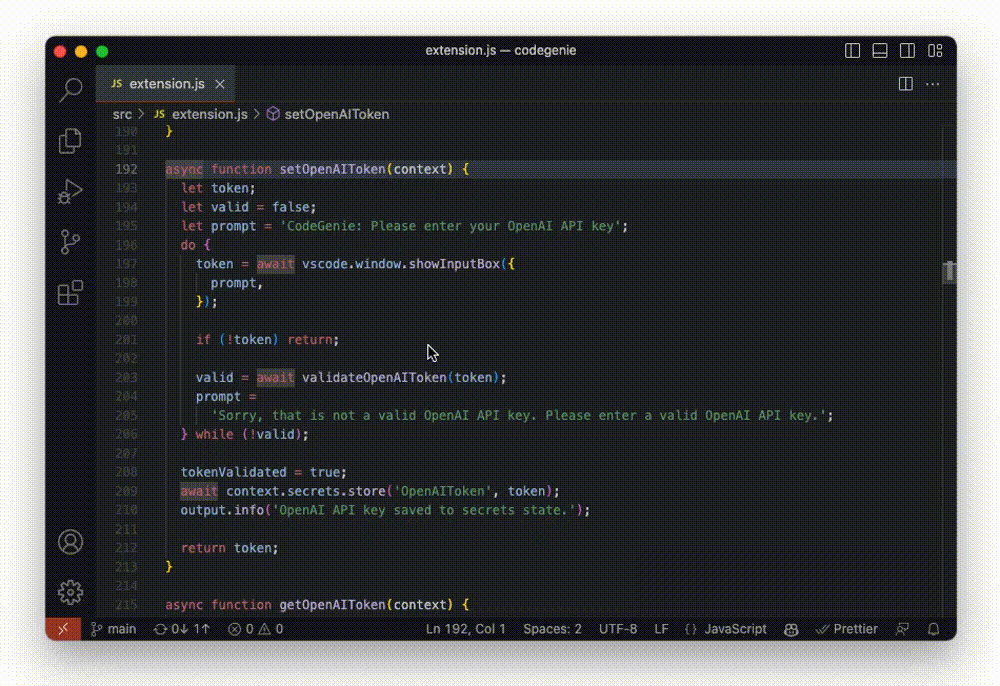 extension.js — codegenie
JS extension.js ×
src > JS extension.js > setOpenAIToken
190 }
191
192 async function setOpenAIToken(context) {
193 let token;
194 let valid = false;
195 let prompt = 'CodeGenie: Please enter your OpenAI API key';
196 do {
197 token = await vscode.window.showInputBox({
198 prompt,
199 });
200
201 if (!token) return;
202
203 valid = await validateOpenAIToken(token);
204 prompt =
205 'Sorry, that is not a valid OpenAI API key. Please enter a valid OpenAI API key.';
206 } while (!valid);
207
208 tokenValidated = true;
209 await context.secrets.store('OpenAIToken', token);
210 output.info('OpenAI API key saved to secrets state.');
211
212 return token;
213 }
214
215 async function getOpenAIToken(context) {
main 0↓ 1↑ 0 0 Ln 192, Col 1 Spaces: 2 UTF-8 LF {} JavaScript Prettier